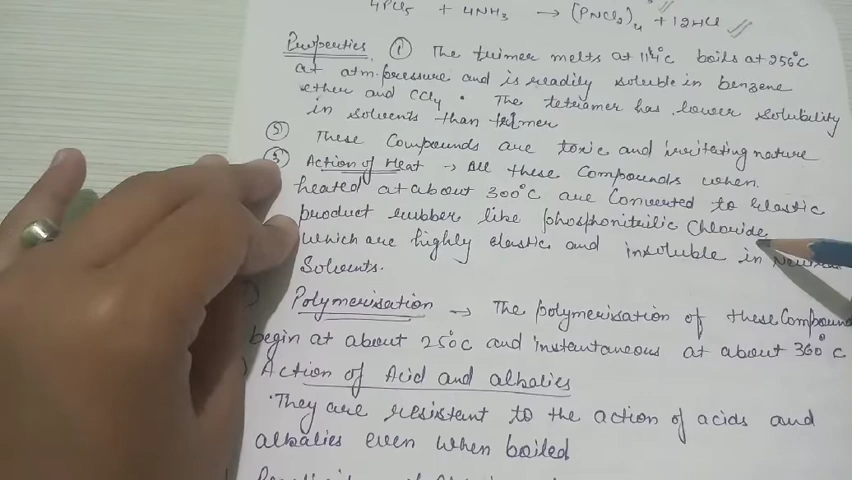 4PCl5 + 4NH3 → (PNCl2)4 + 12HCl
Properties. ① The trimer melts at 114°C boils at 256°C
at atm. pressure and is readily soluble in benzene
ether and CCl4. The tetramer has lower solubility
in solvents than trimer
These Compounds are toxic and irritating nature
Action of Heat → All these Compounds when
heated at about 300°C are Converted to Elastic
product rubber like phosphonitrilic Chloride
which are highly elastic and insoluble in
Solvents.
Polymerisation → The polymerisation of these Compound
begin at about 250°C and instantaneous at about 360°C
Action of Acid and alkalies
They are resistent to the action of acids and
alkalies even when boiled